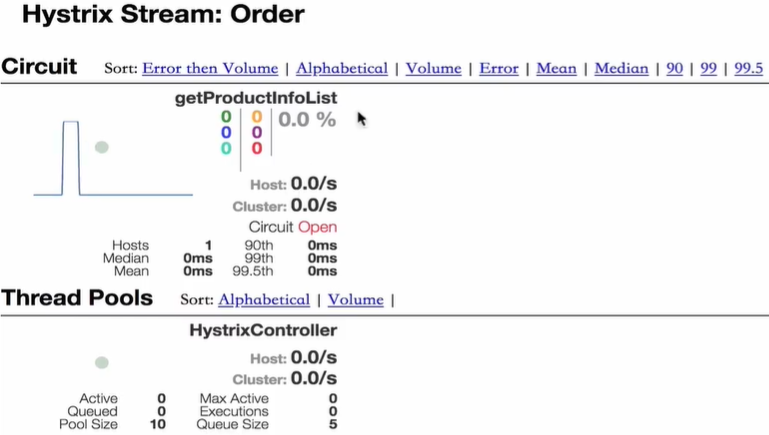 Hystrix Stream: Order
Circuit Sort: Error then Volume | Alphabetical | Volume | Error | Mean | Median | 90 | 99 | 99.5
getProductInfoList
0 0 0.0 %
0 0
0 0
Host: 0.0/s
Cluster: 0.0/s
Circuit Open
Hosts 1 90th 0ms
Median 0ms 99th 0ms
Mean 0ms 99.5th 0ms
Thread Pools Sort: Alphabetical | Volume |
HystrixController
Host: 0.0/s
Cluster: 0.0/s
Active 0 Max Active 0
Queued 0 Executions 0
Pool Size 10 Queue Size 5